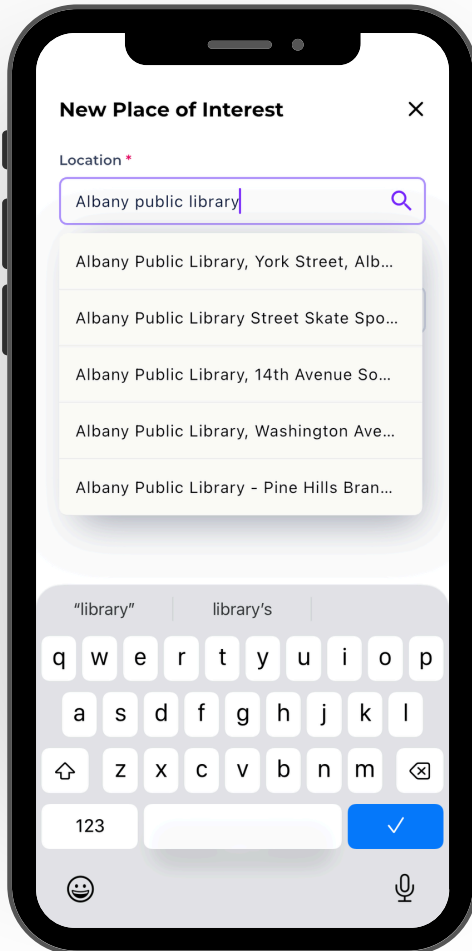 New Place of Interest
Location *
Albany public library
Albany Public Library, York Street, Alb...
Albany Public Library Street Skate Spo...
Albany Public Library, 14th Avenue So...
Albany Public Library, Washington Ave...
Albany Public Library - Pine Hills Bran...
“library” library’s
q w e r t y u i o p
a s d f g h j k l
z x c v b n m
123